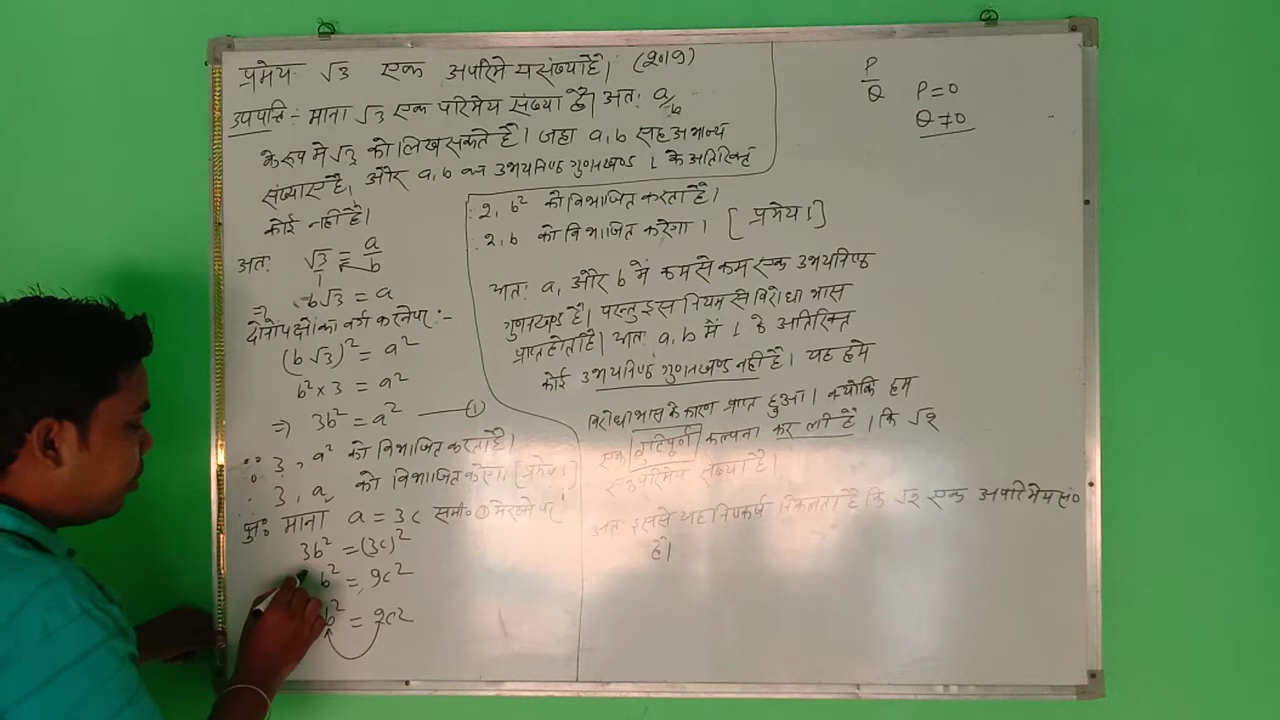 प्रमेय √3 एक अपरिमेय संख्या है। (2019)
उपपत्ति :- माना √3 एक परिमेय संख्या है। अतः a/b
के रूप में √3 को लिख सकते हैं। जहा a, b सह अभाज्य
संख्याए है, और a, b का उभयनिष्ठ गुणनखण्ड 1 के अतिरिक्त
कोई नहीं है।
अतः √3 = a/b
⇒ b√3 = a
दोनो पक्षों का वर्ग करने पर :-
(b√3)² = a²
b² × 3 = a²
⇒ 3b² = a² —— ①
∵ 3, a² को विभाजित करता है।
∴ 3, a को विभाजित करेगा। [प्रमेय 1]
पुनः माना a = 3c समी० ① में रखने पर
3b² = (3c)²
b² = 9c²
b² = 2c²
∴ 2, b² को विभाजित करता है।
∴ 2, b को विभाजित करेगा। [प्रमेय 1]
अतः a, और b में कम से कम एक उभयनिष्ठ
गुणनखण्ड है। परन्तु इस नियम से विरोधाभास
प्राप्त होता है। अतः a, b में 1 के अतिरिक्त
कोई उभयनिष्ठ गुणनखण्ड नहीं है। यह हमे
विरोधाभास के कारण प्राप्त हुआ। क्योकि हम
एक त्रुटिपूर्ण कल्पना कर ली है। कि √2
एक परिमेय संख्या है।
अतः इससे यह निष्कर्ष निकलता है कि √2 एक अपरिमेय सं०
है।
P/Q
P=0
Q≠0